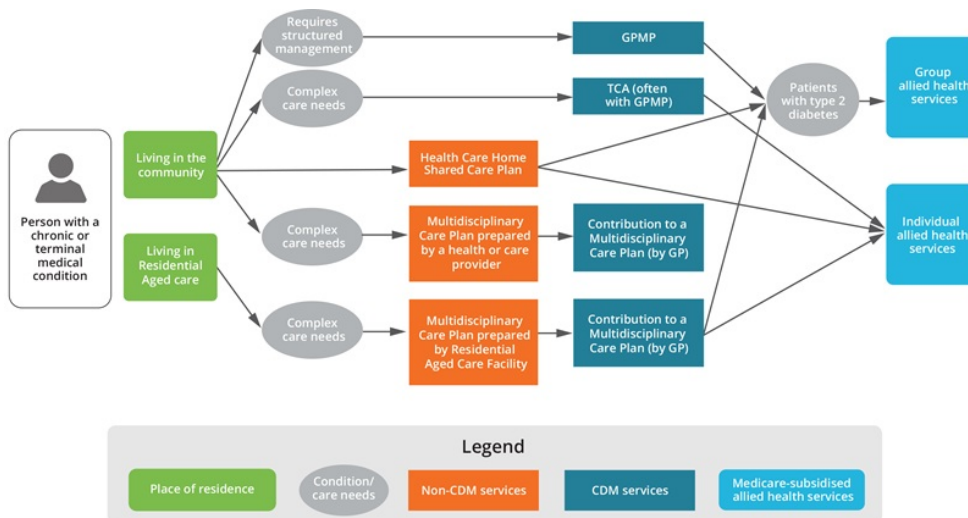 Requires
structured
management
GPMP
Complex
care needs
TCA (often
with GPMP)
Patients
with type 2
diabetes
Group
allied health
services
Person with a
chronic or
terminal
medical
condition
Living in the
community
Health Care Home
Shared Care Plan
Living in
Residential
Aged care
Complex
care needs
Multidisciplinary
Care Plan prepared
by a health or care
provider
Contribution to a
Multidisciplinary
Care Plan (by GP)
Individual
allied health
services
Complex
care needs
Multidisciplinary
Care Plan prepared
by Residential
Aged Care Facility
Contribution to a
Multidisciplinary
Care Plan (by GP)
Legend
Place of residence
Condition/
care needs
Non-CDM services
CDM services
Medicare-subsidised
allied health services